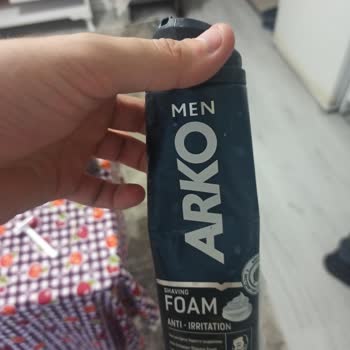 MEN
ARKO
SHAVING
FOAM
ANTI - IRRITATION